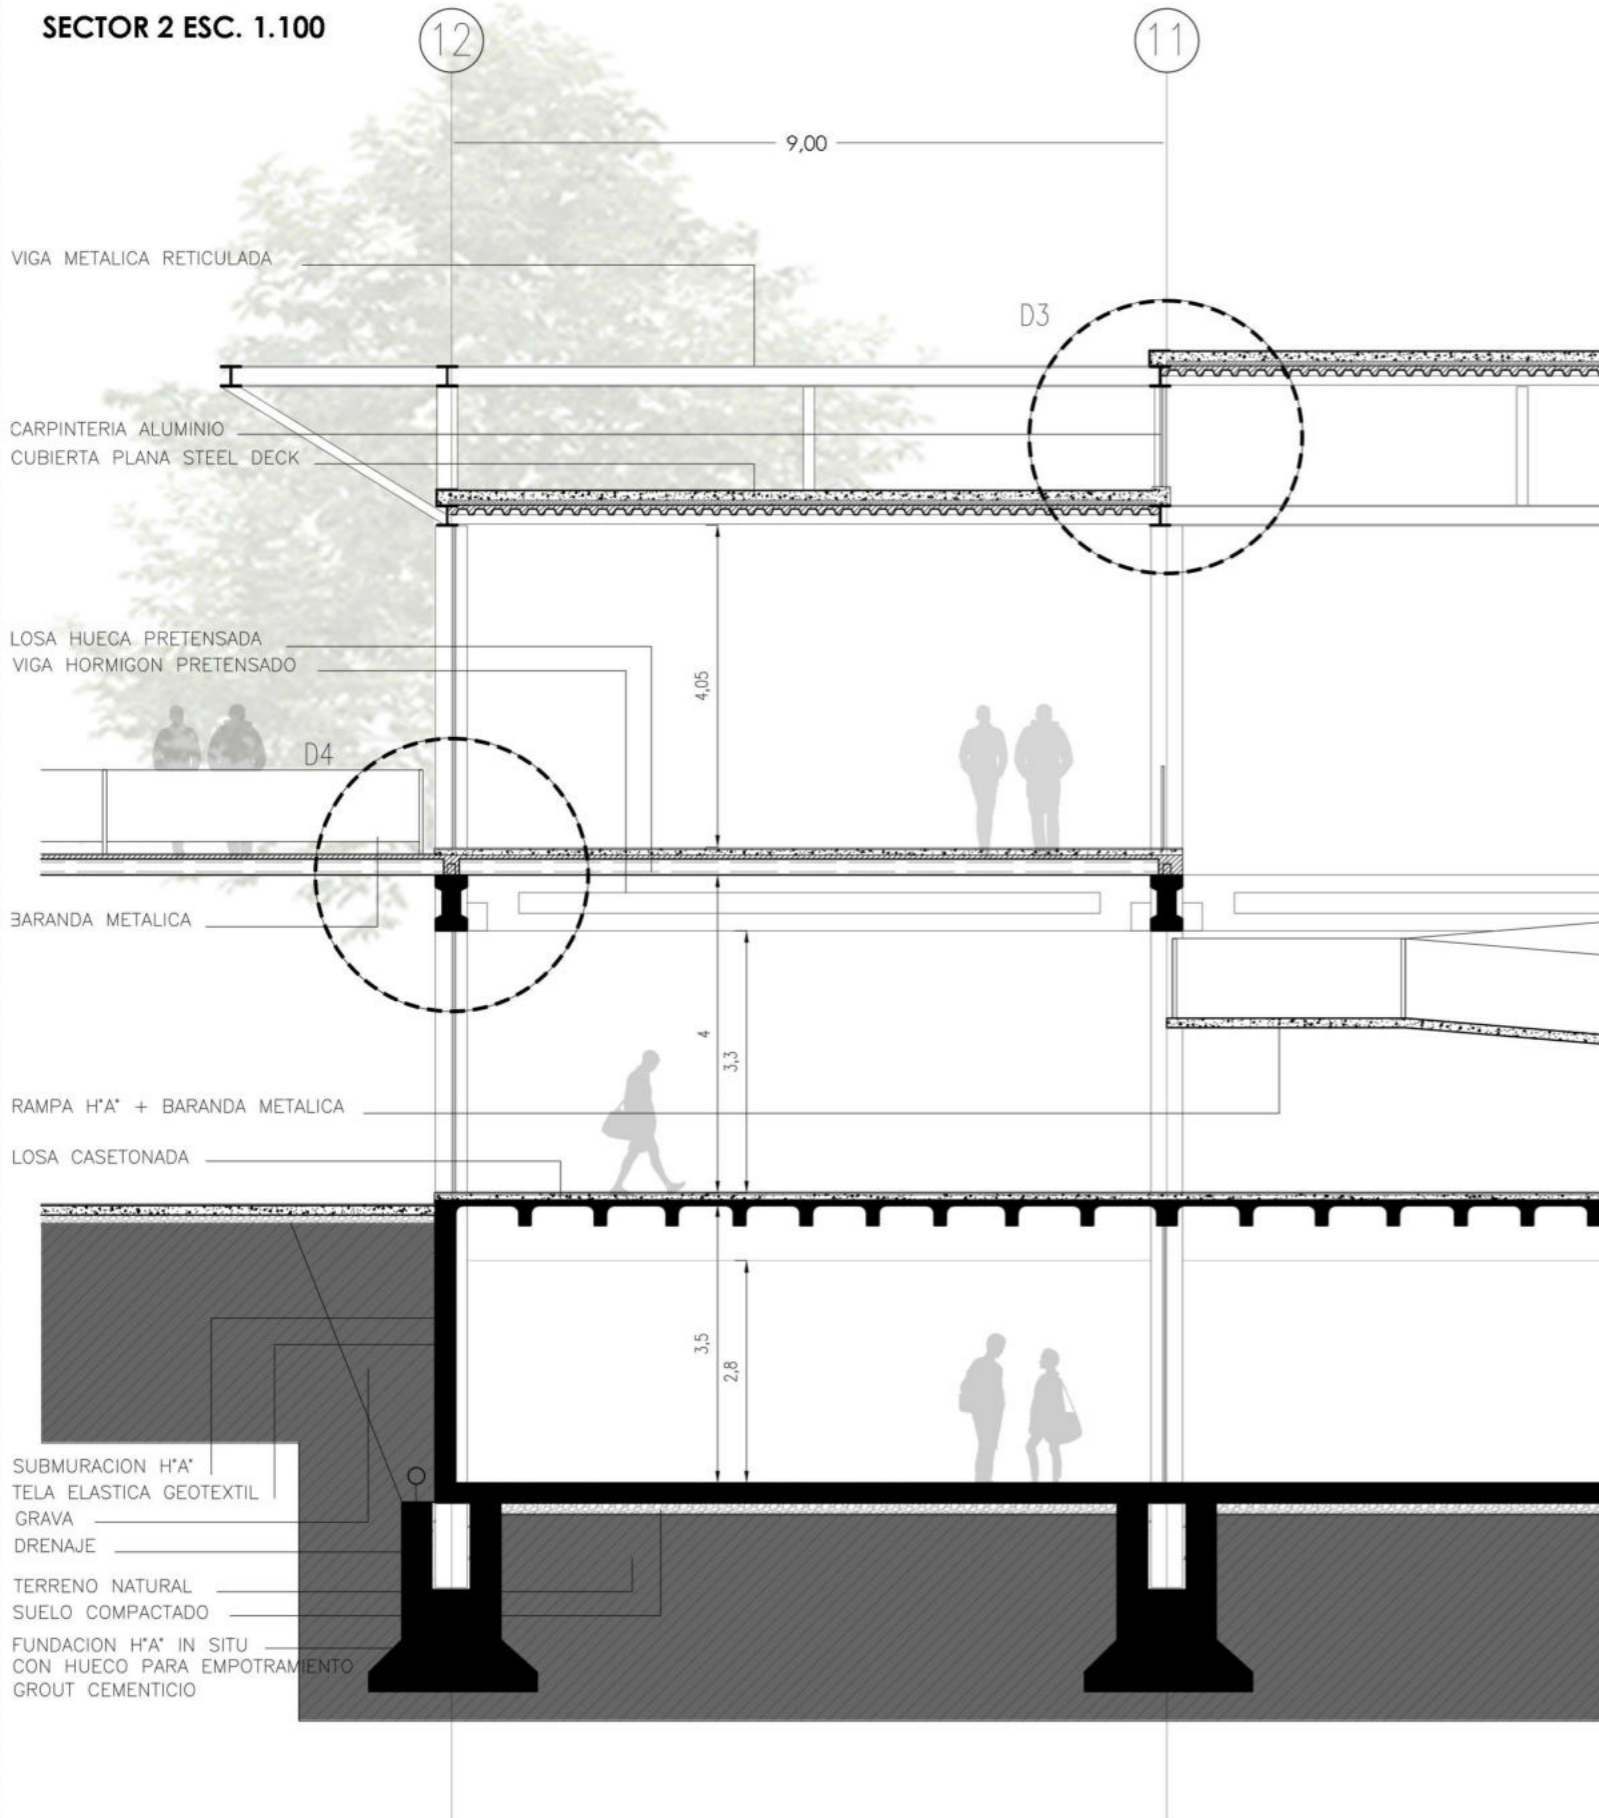 SECTOR 2 ESC. 1.100
12
11
9,00
VIGA METALICA RETICULADA
D3
CARPINTERIA ALUMINIO
CUBIERTA PLANA STEEL DECK
LOSA HUECA PRETENSADA
VIGA HORMIGON PRETENSADO
4,05
D4
BARANDA METALICA
4
3,3
RAMPA H°A° + BARANDA METALICA
LOSA CASETONADA
3,5
2,8
SUBMURACION H°A°
TELA ELASTICA GEOTEXTIL
GRAVA
DRENAJE
TERRENO NATURAL
SUELO COMPACTADO
FUNDACION H°A° IN SITU
CON HUECO PARA EMPOTRAMIENTO
GROUT CEMENTICIO